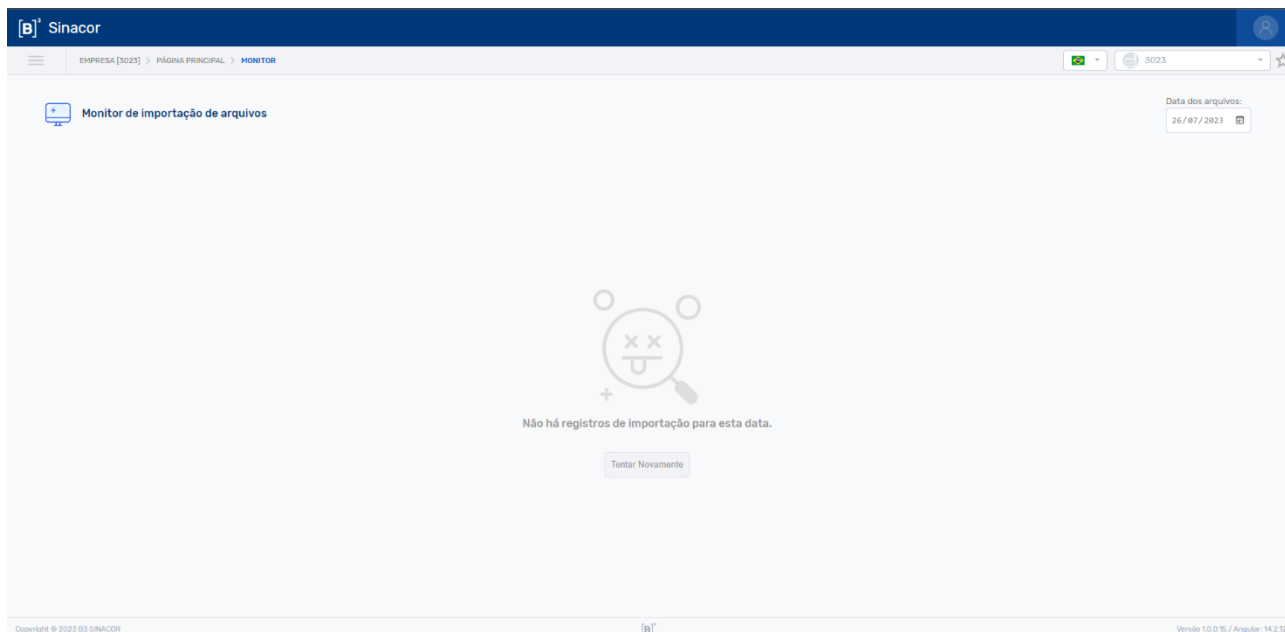 [B]³ Sinacor
EMPRESA [3023] > PÁGINA PRINCIPAL > MONITOR
3023
Monitor de importação de arquivos
Data dos arquivos:
26/07/2023
Não há registros de importação para esta data.
Tentar Novamente
Copyright © 2023 B3 SINACOR
[B]³
Versão 1.0.0.15 / Angular: 14.2.12